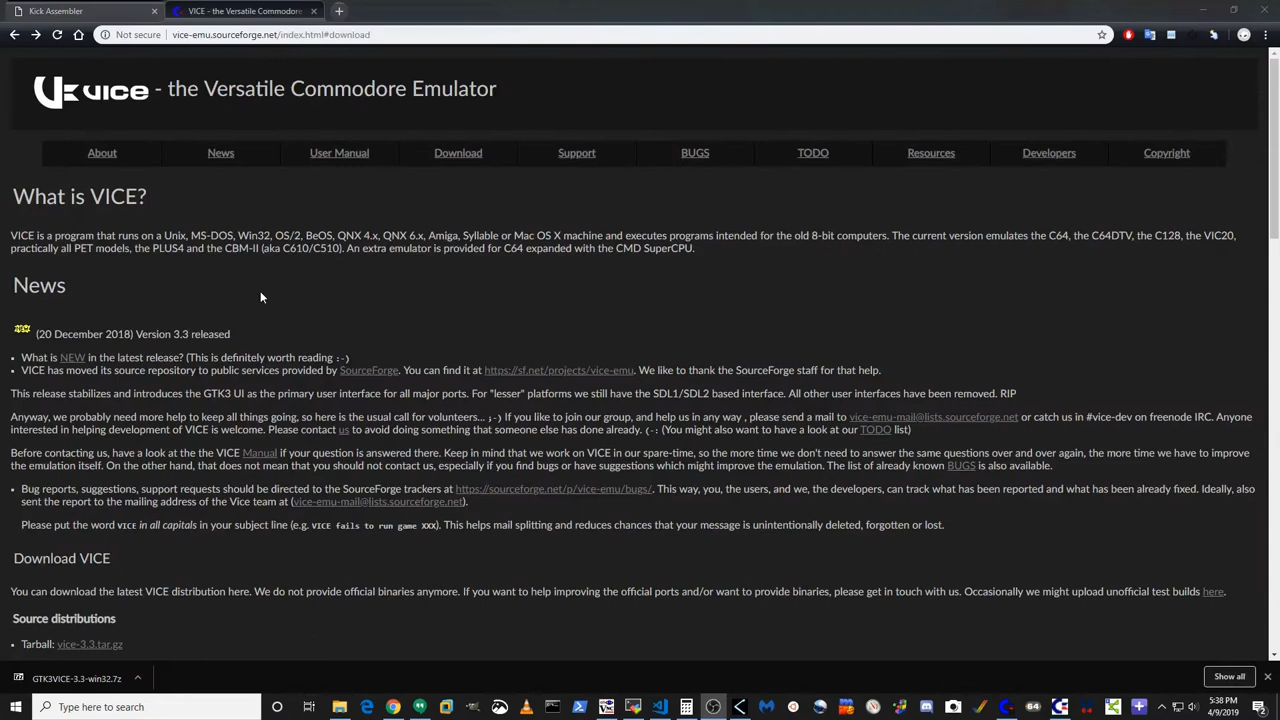 Kick Assembler
VICE - the Versatile Commodore
Not secure
vice-emu.sourceforge.net/index.html#download
vice - the Versatile Commodore Emulator
About News User Manual Download Support BUGS TODO Resources Developers Copyright
What is VICE?
VICE is a program that runs on a Unix, MS-DOS, Win32, OS/2, BeOS, QNX 4.x, QNX 6.x, Amiga, Syllable or Mac OS X machine and executes programs intended for the old 8-bit computers. The current version emulates the C64, the C64DTV, the C128, the VIC20,
practically all PET models, the PLUS4 and the CBM-II (aka C610/C510). An extra emulator is provided for C64 expanded with the CMD SuperCPU.
News
(20 December 2018) Version 3.3 released
• What is NEW in the latest release? (This is definitely worth reading :-)
• VICE has moved its source repository to public services provided by SourceForge. You can find it at https://sf.net/projects/vice-emu. We like to thank the SourceForge staff for that help.
This release stabilizes and introduces the GTK3 UI as the primary user interface for all major ports. For "lesser" platforms we still have the SDL1/SDL2 based interface. All other user interfaces have been removed. RIP
Anyway, we probably need more help to keep all things going, so here is the usual call for volunteers... ;-) If you like to join our group, and help us in any way , please send a mail to vice-emu-mail@lists.sourceforge.net or catch us in #vice-dev on freenode IRC. Anyone
interested in helping development of VICE is welcome. Please contact us to avoid doing something that someone else has done already. (-: (You might also want to have a look at our TODO list)
Before contacting us, have a look at the the VICE Manual if your question is answered there. Keep in mind that we work on VICE in our spare-time, so the more time we don't need to answer the same questions over and over again, the more time we have to improve
the emulation itself. On the other hand, that does not mean that you should not contact us, especially if you find bugs or have suggestions which might improve the emulation. The list of already known BUGS is also available.
• Bug reports, suggestions, support requests should be directed to the SourceForge trackers at https://sourceforge.net/p/vice-emu/bugs/. This way, you, the users, and we, the developers, can track what has been reported and what has been already fixed. Ideally, also
sent the report to the mailing address of the Vice team at (vice-emu-mail@lists.sourceforge.net).
Please put the word VICE in all capitals in your subject line (e.g. VICE fails to run game XXX). This helps mail splitting and reduces chances that your message is unintentionally deleted, forgotten or lost.
Download VICE
You can download the latest VICE distribution here. We do not provide official binaries anymore. If you want to help improving the official ports and/or want to provide binaries, please get in touch with us. Occasionally we might upload unofficial test builds here.
Source distributions
• Tarball: vice-3.3.tar.gz
GTK3VICE-3.3-win32.7z
Show all
Type here to search
64
5:38 PM
4/9/2019
2